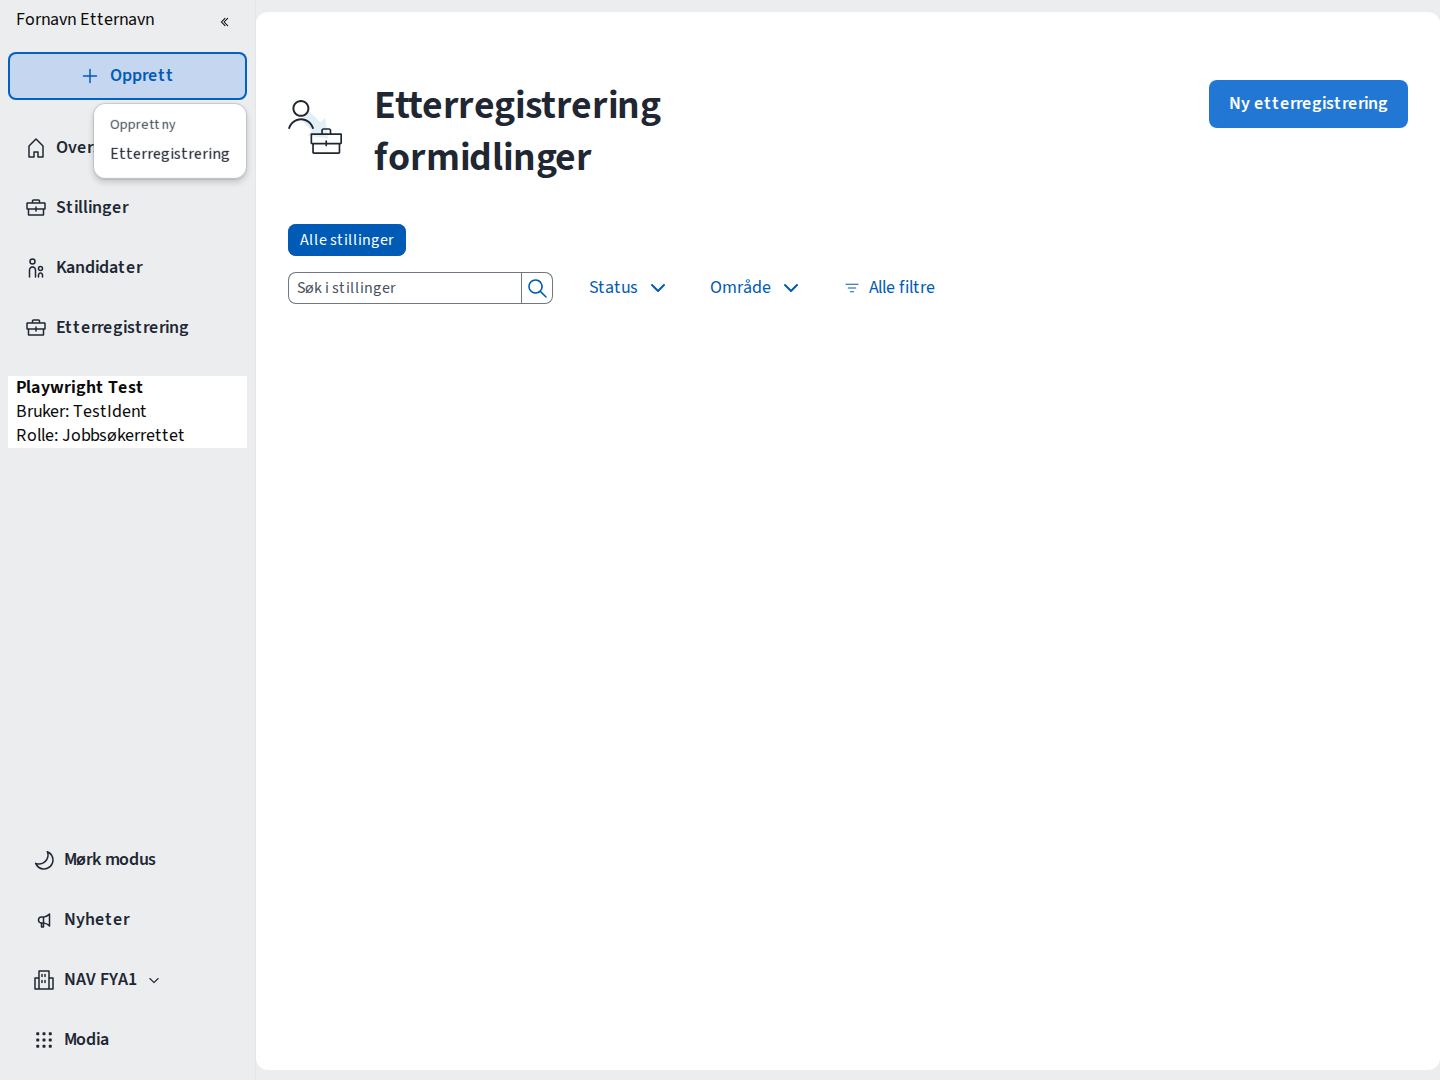 Fornavn Etternavn
Opprett
Opprett ny
Etterregistrering
Over
Stillinger
Kandidater
Etterregistrering
Playwright Test
Bruker: TestIdent
Rolle: Jobbsøkerrettet
Mørk modus
Nyheter
NAV FYA1
Modia
Etterregistrering
formidlinger
Ny etterregistrering
Alle stillinger
Søk i stillinger
Status
Område
Alle filtre